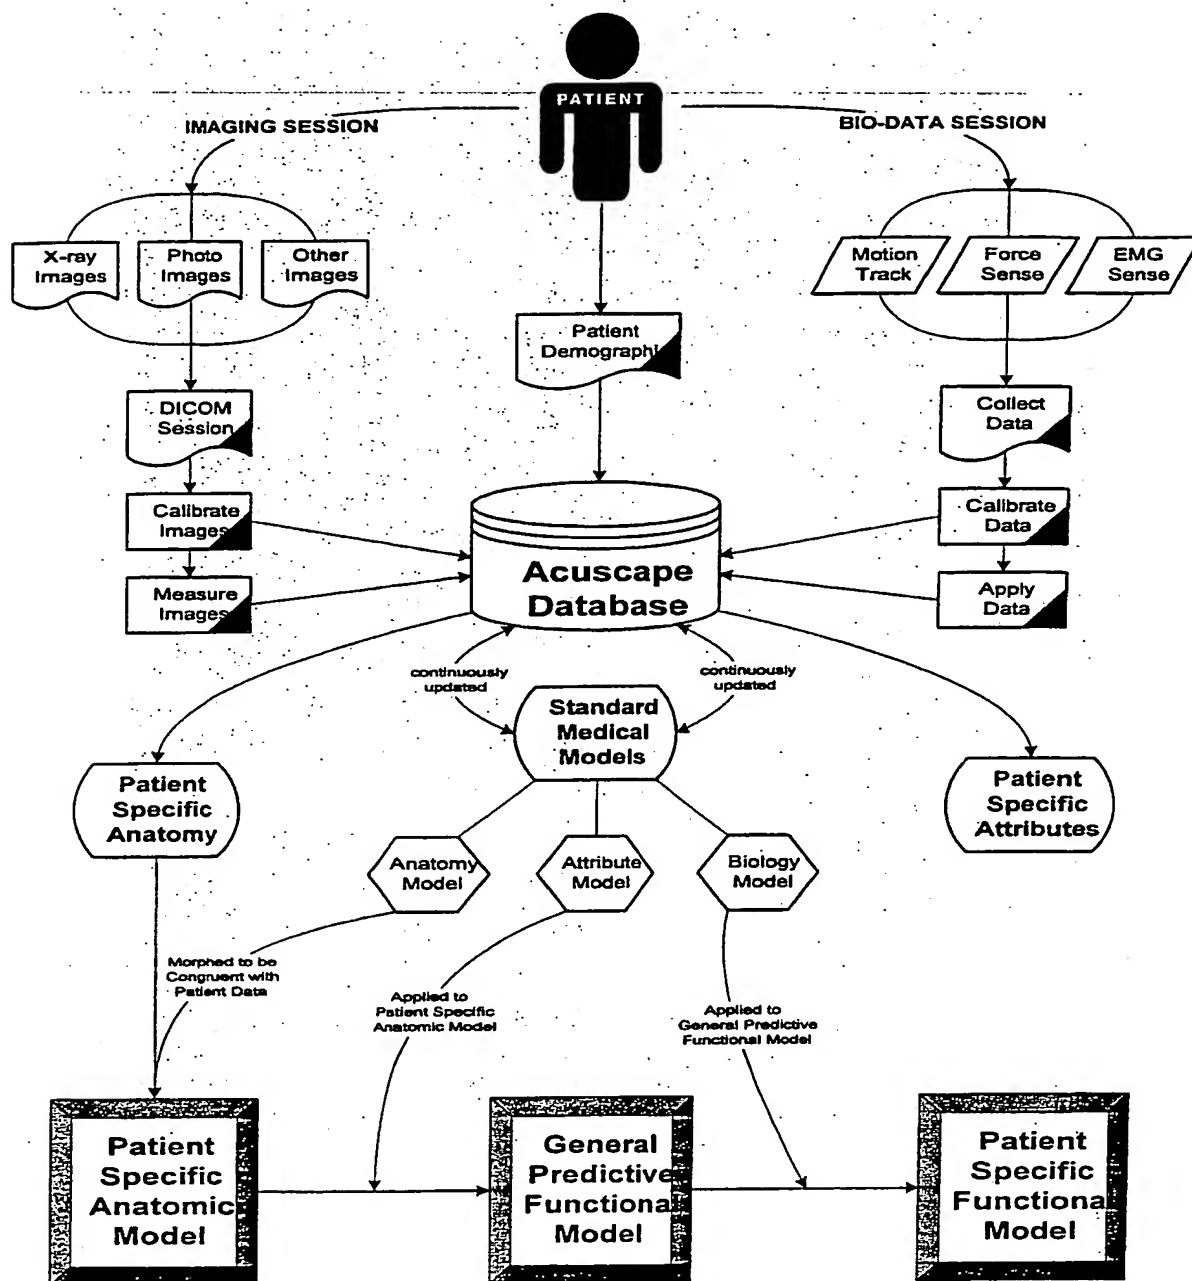 PATIENT
IMAGING SESSION
BIO-DATA SESSION
X-ray
Images
Photo
Images
Other
Images
Motion
Track
Force
Sense
EMG
Sense
Patient
Demographi
DICOM
Session
Collect
Data
Calibrate
Images
Calibrate
Data
Measure
Images
Apply
Data
Acuscape
Database
continuously
updated
continuously
updated
Standard
Medical
Models
Patient
Specific
Anatomy
Patient
Specific
Attributes
Anatomy
Model
Attribute
Model
Biology
Model
Morphed to be
Congruent with
Patient Data
Applied to
Patient Specific
Anatomic Model
Applied to
General Predictive
Functional Model
Patient
Specific
Anatomic
Model
General
Predictive
Functional
Model
Patient
Specific
Functional
Model